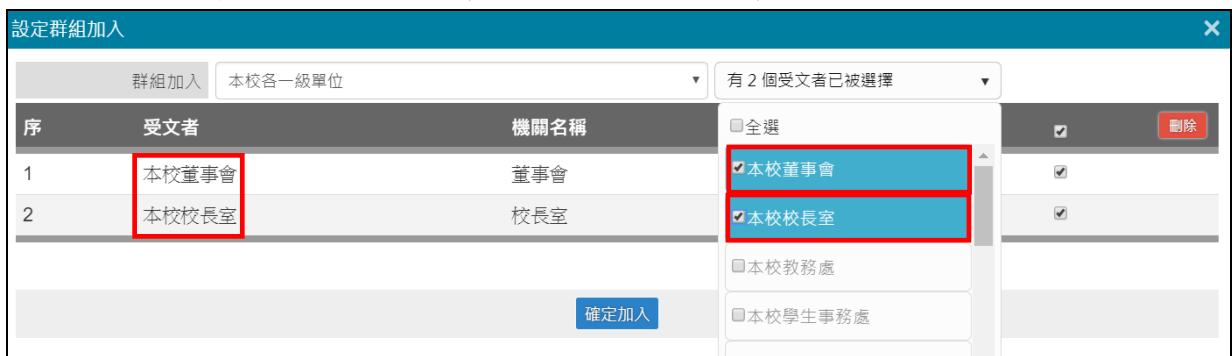 設定群組加入 ×
群組加入 本校各一級單位 有 2 個受文者已被選擇
序 受文者 機關名稱 刪除
全選
1 本校董事會 董事會
本校董事會
2 本校校長室 校長室
本校校長室
本校教務處
確定加入
本校學生事務處